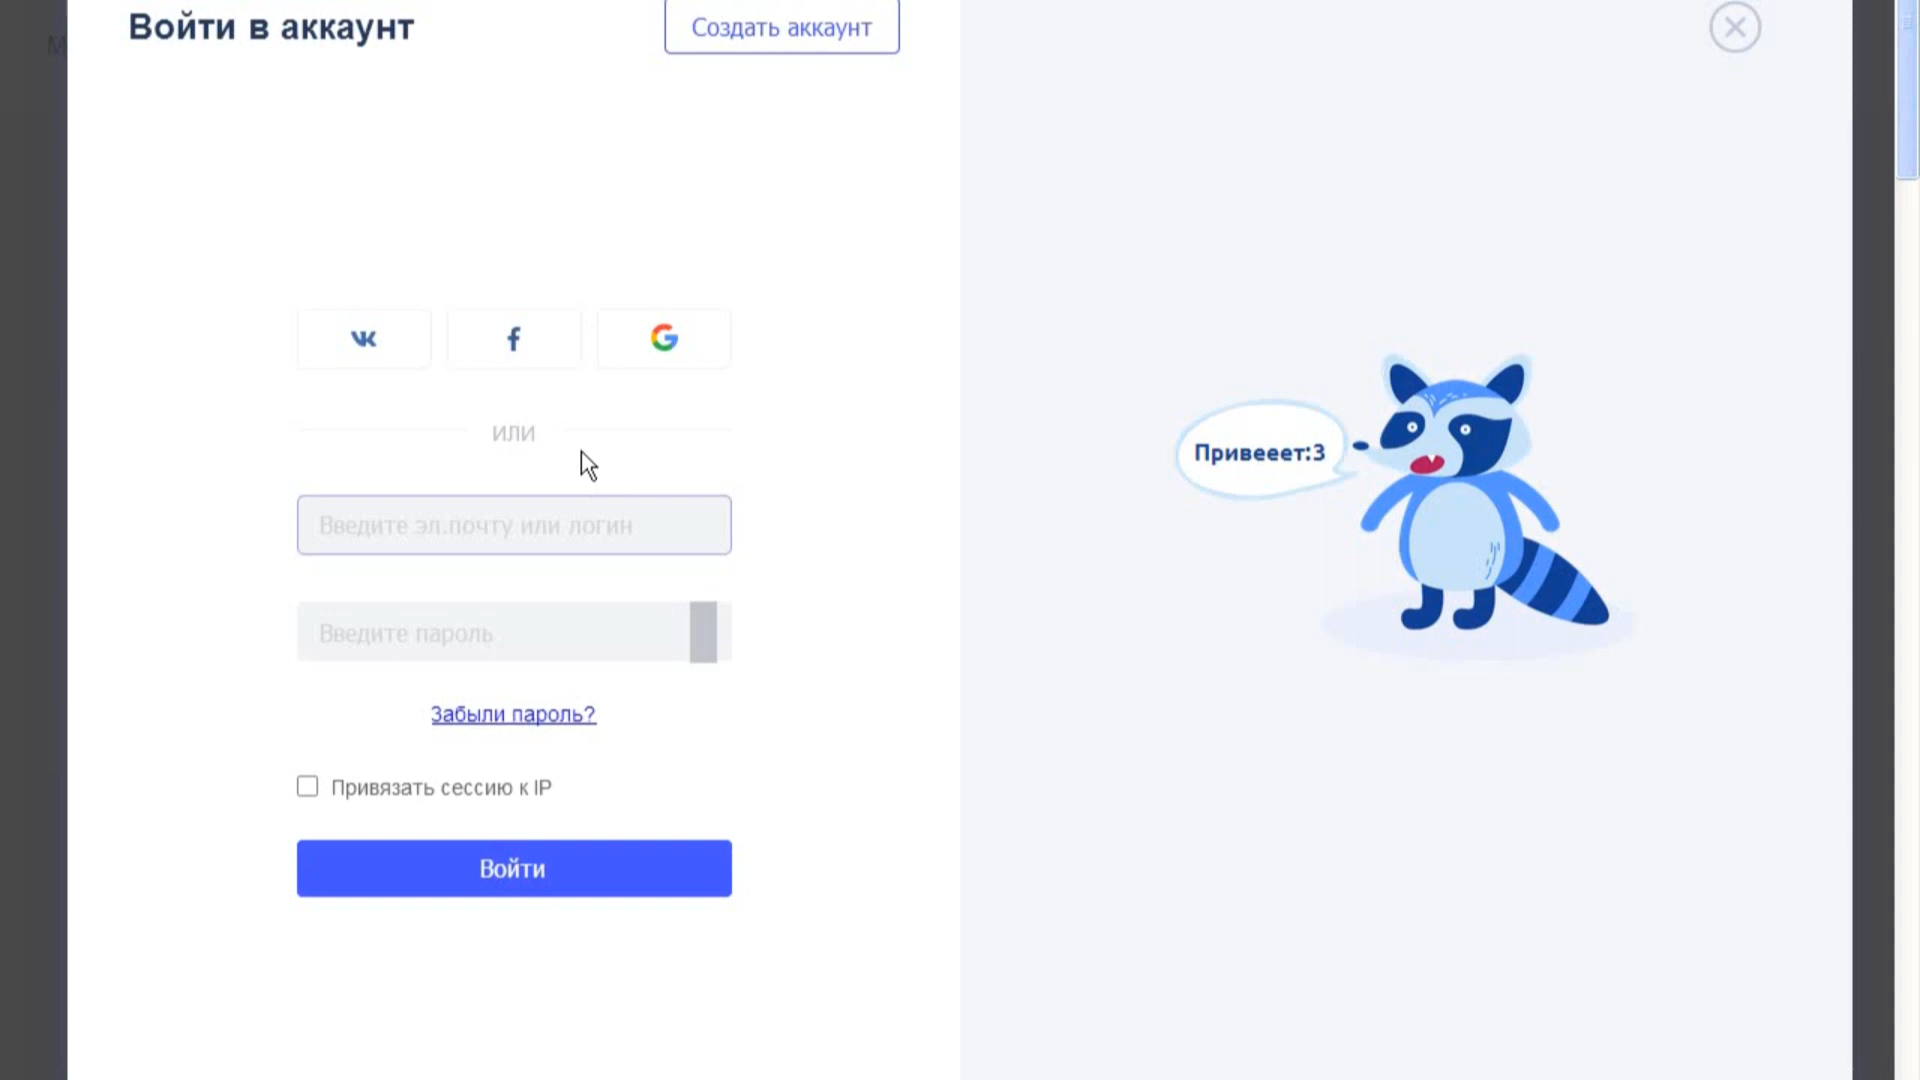 Войти в аккаунт
Создать аккаунт
или
Введите эл.почту или логин
Введите пароль
Забыли пароль?
Привязать сессию к IP
Войти
Привееет:3